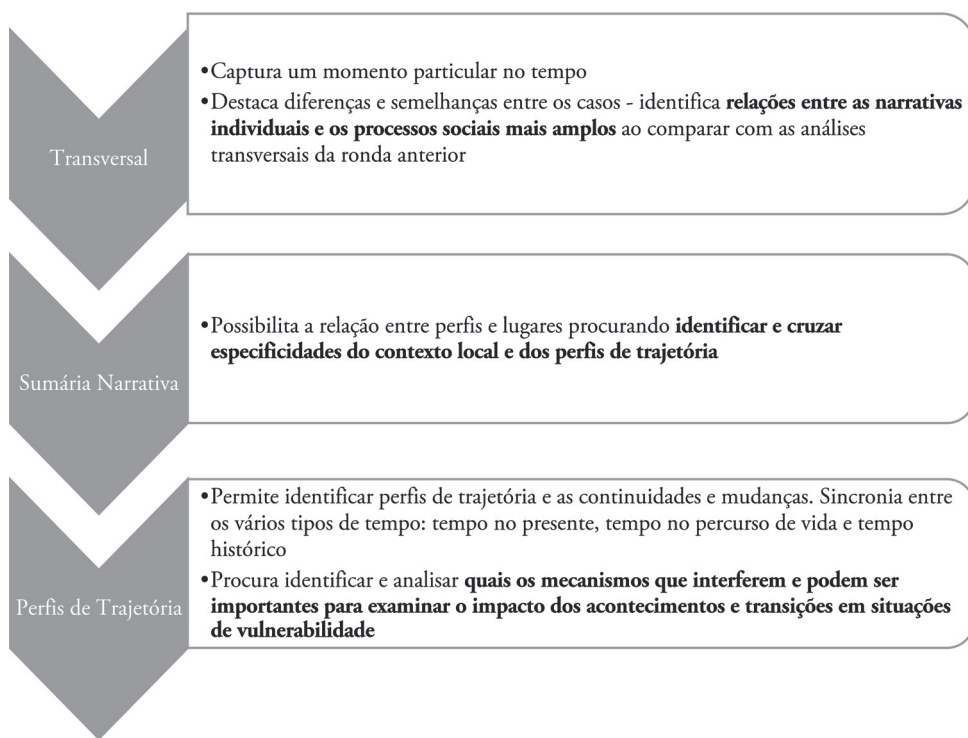 Transversal
•Captura um momento particular no tempo
•Destaca diferenças e semelhanças entre os casos - identifica relações entre as narrativas
individuais e os processos sociais mais amplos ao comparar com as análises
transversais da ronda anterior
Sumária Narrativa
•Possibilita a relação entre perfis e lugares procurando identificar e cruzar
especificidades do contexto local e dos perfis de trajetória
Perfis de Trajetória
•Permite identificar perfis de trajetória e as continuidades e mudanças. Sincronia entre
os vários tipos de tempo: tempo no presente, tempo no percurso de vida e tempo
histórico
•Procura identificar e analisar quais os mecanismos que interferem e podem ser
importantes para examinar o impacto dos acontecimentos e transições em situações
de vulnerabilidade